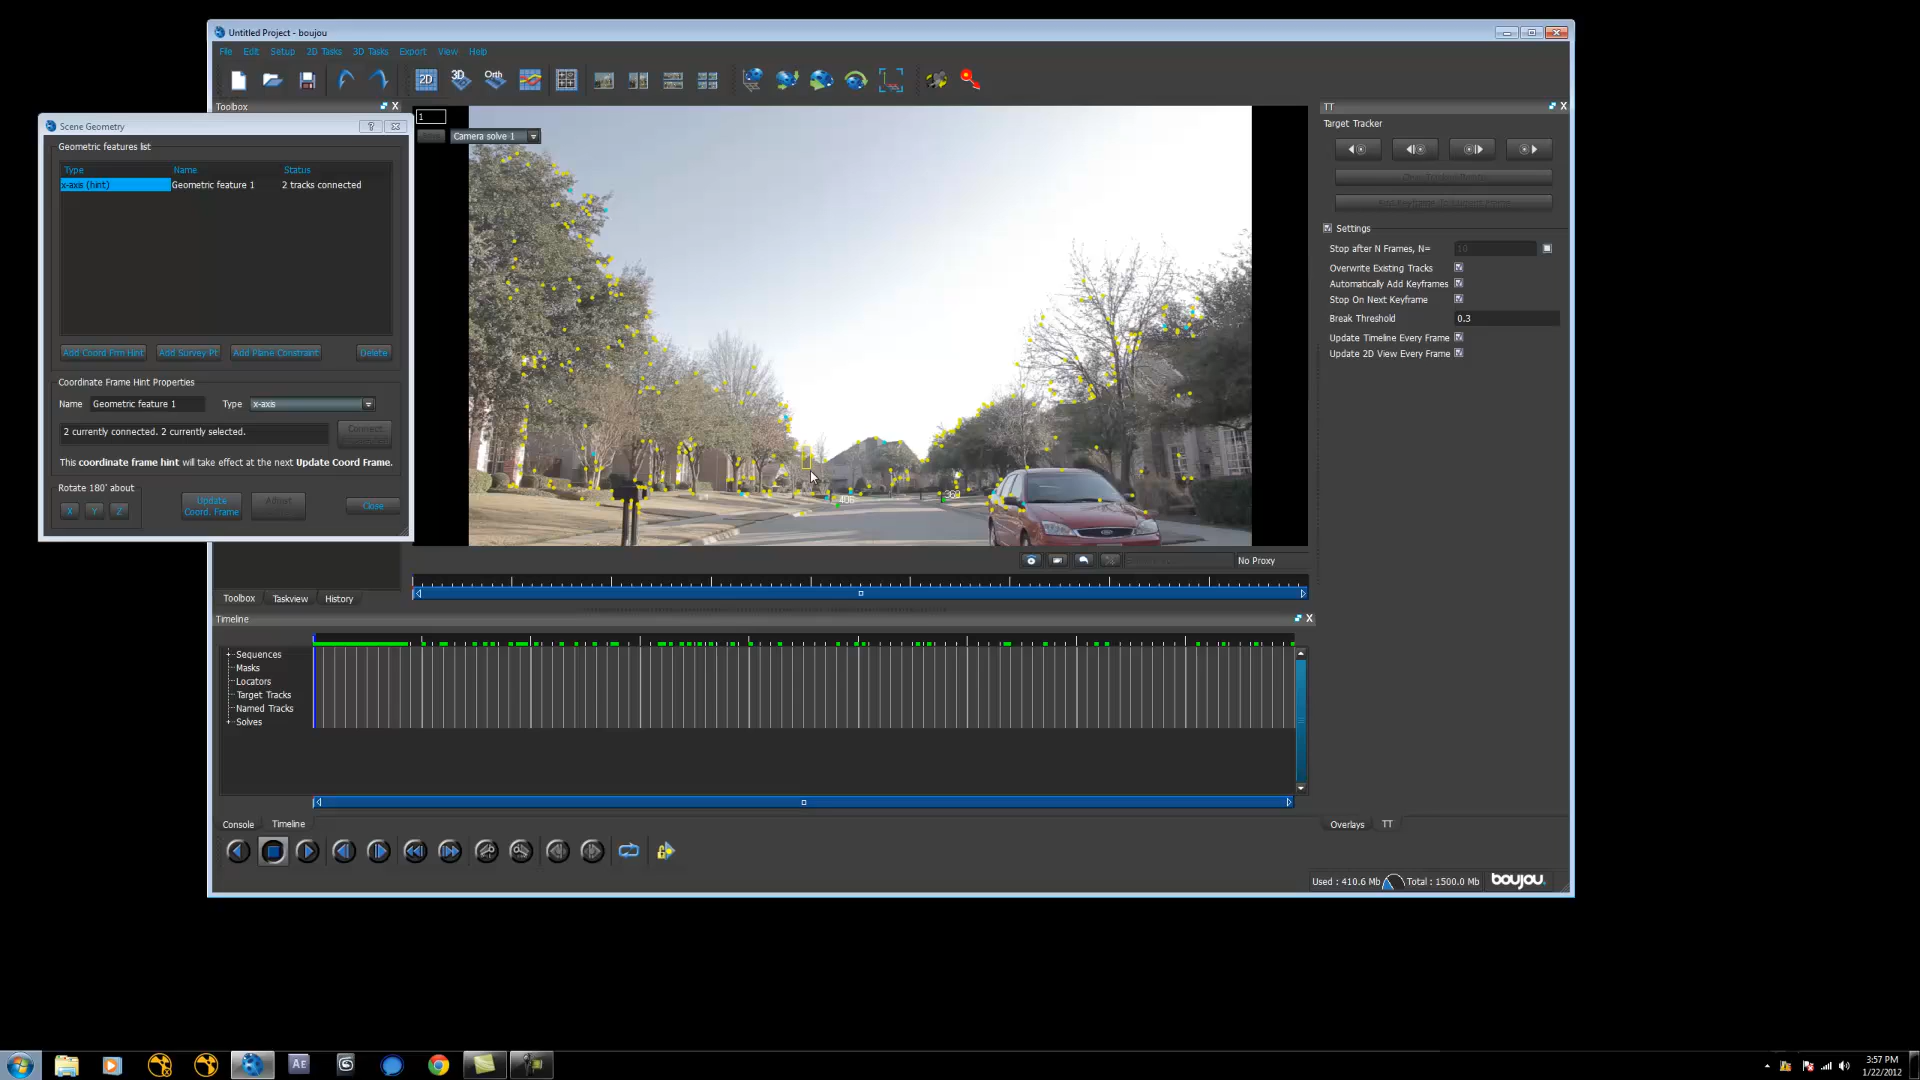 Untitled Project - boujou
File Edit Setup 2D Tasks 3D Tasks Export View Help
2D 3D Orth
Toolbox
Scene Geometry
Geometric features list
Type Name Status
x-axis (hint) Geometric feature 1 2 tracks connected
Add Coord Frm Hint Add Survey Pt Add Plane Constraint Delete
Coordinate Frame Hint Properties
Name Geometric feature 1 Type x-axis
2 currently connected. 2 currently selected. Connect
This coordinate frame hint will take effect at the next Update Coord Frame.
Rotate 180° about
X Y Z
Update Coord. Frame
Adjust
Close
1
Camera solve 1
406
No Proxy
TT
Target Tracker
Settings
Stop after N Frames, N= 10
Overwrite Existing Tracks
Automatically Add Keyframes
Stop On Next Keyframe
Break Threshold 0.3
Update Timeline Every Frame
Update 2D View Every Frame
Toolbox Taskview History
Timeline
Sequences
Masks
Locators
Target Tracks
Named Tracks
Solves
Console Timeline
Overlays TT
Used : 410.6 Mb Total : 1500.0 Mb boujou
Ae
3:57 PM
1/22/2012